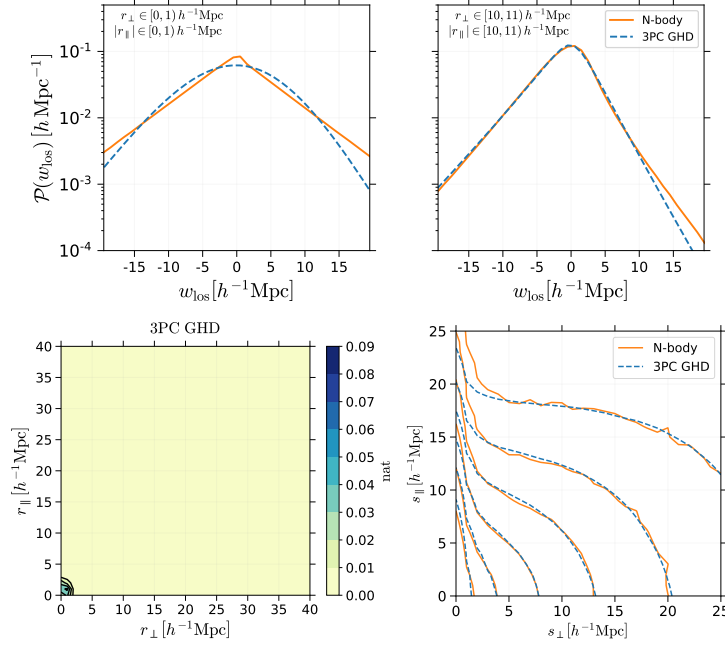 r⊥ ∈ [0, 1) h⁻¹Mpc
|r∥| ∈ [0, 1) h⁻¹Mpc
r⊥ ∈ [10, 11) h⁻¹Mpc
|r∥| ∈ [10, 11) h⁻¹Mpc
N-body
3PC GHD
10⁻¹
10⁻²
10⁻³
10⁻⁴
𝒫(w_los) [h Mpc⁻¹]
-15 -10 -5 0 5 10 15
-15 -10 -5 0 5 10 15
w_los[h⁻¹Mpc]
w_los[h⁻¹Mpc]
3PC GHD
40
35
30
25
20
15
10
5
0
r∥ [h⁻¹Mpc]
0 5 10 15 20 25 30 35 40
r⊥ [h⁻¹Mpc]
0.09
0.08
0.07
0.06
0.05
0.04
0.03
0.02
0.01
0.00
nat
N-body
3PC GHD
25
20
15
10
5
0
s∥[h⁻¹Mpc]
0 5 10 15 20 25
s⊥[h⁻¹Mpc]